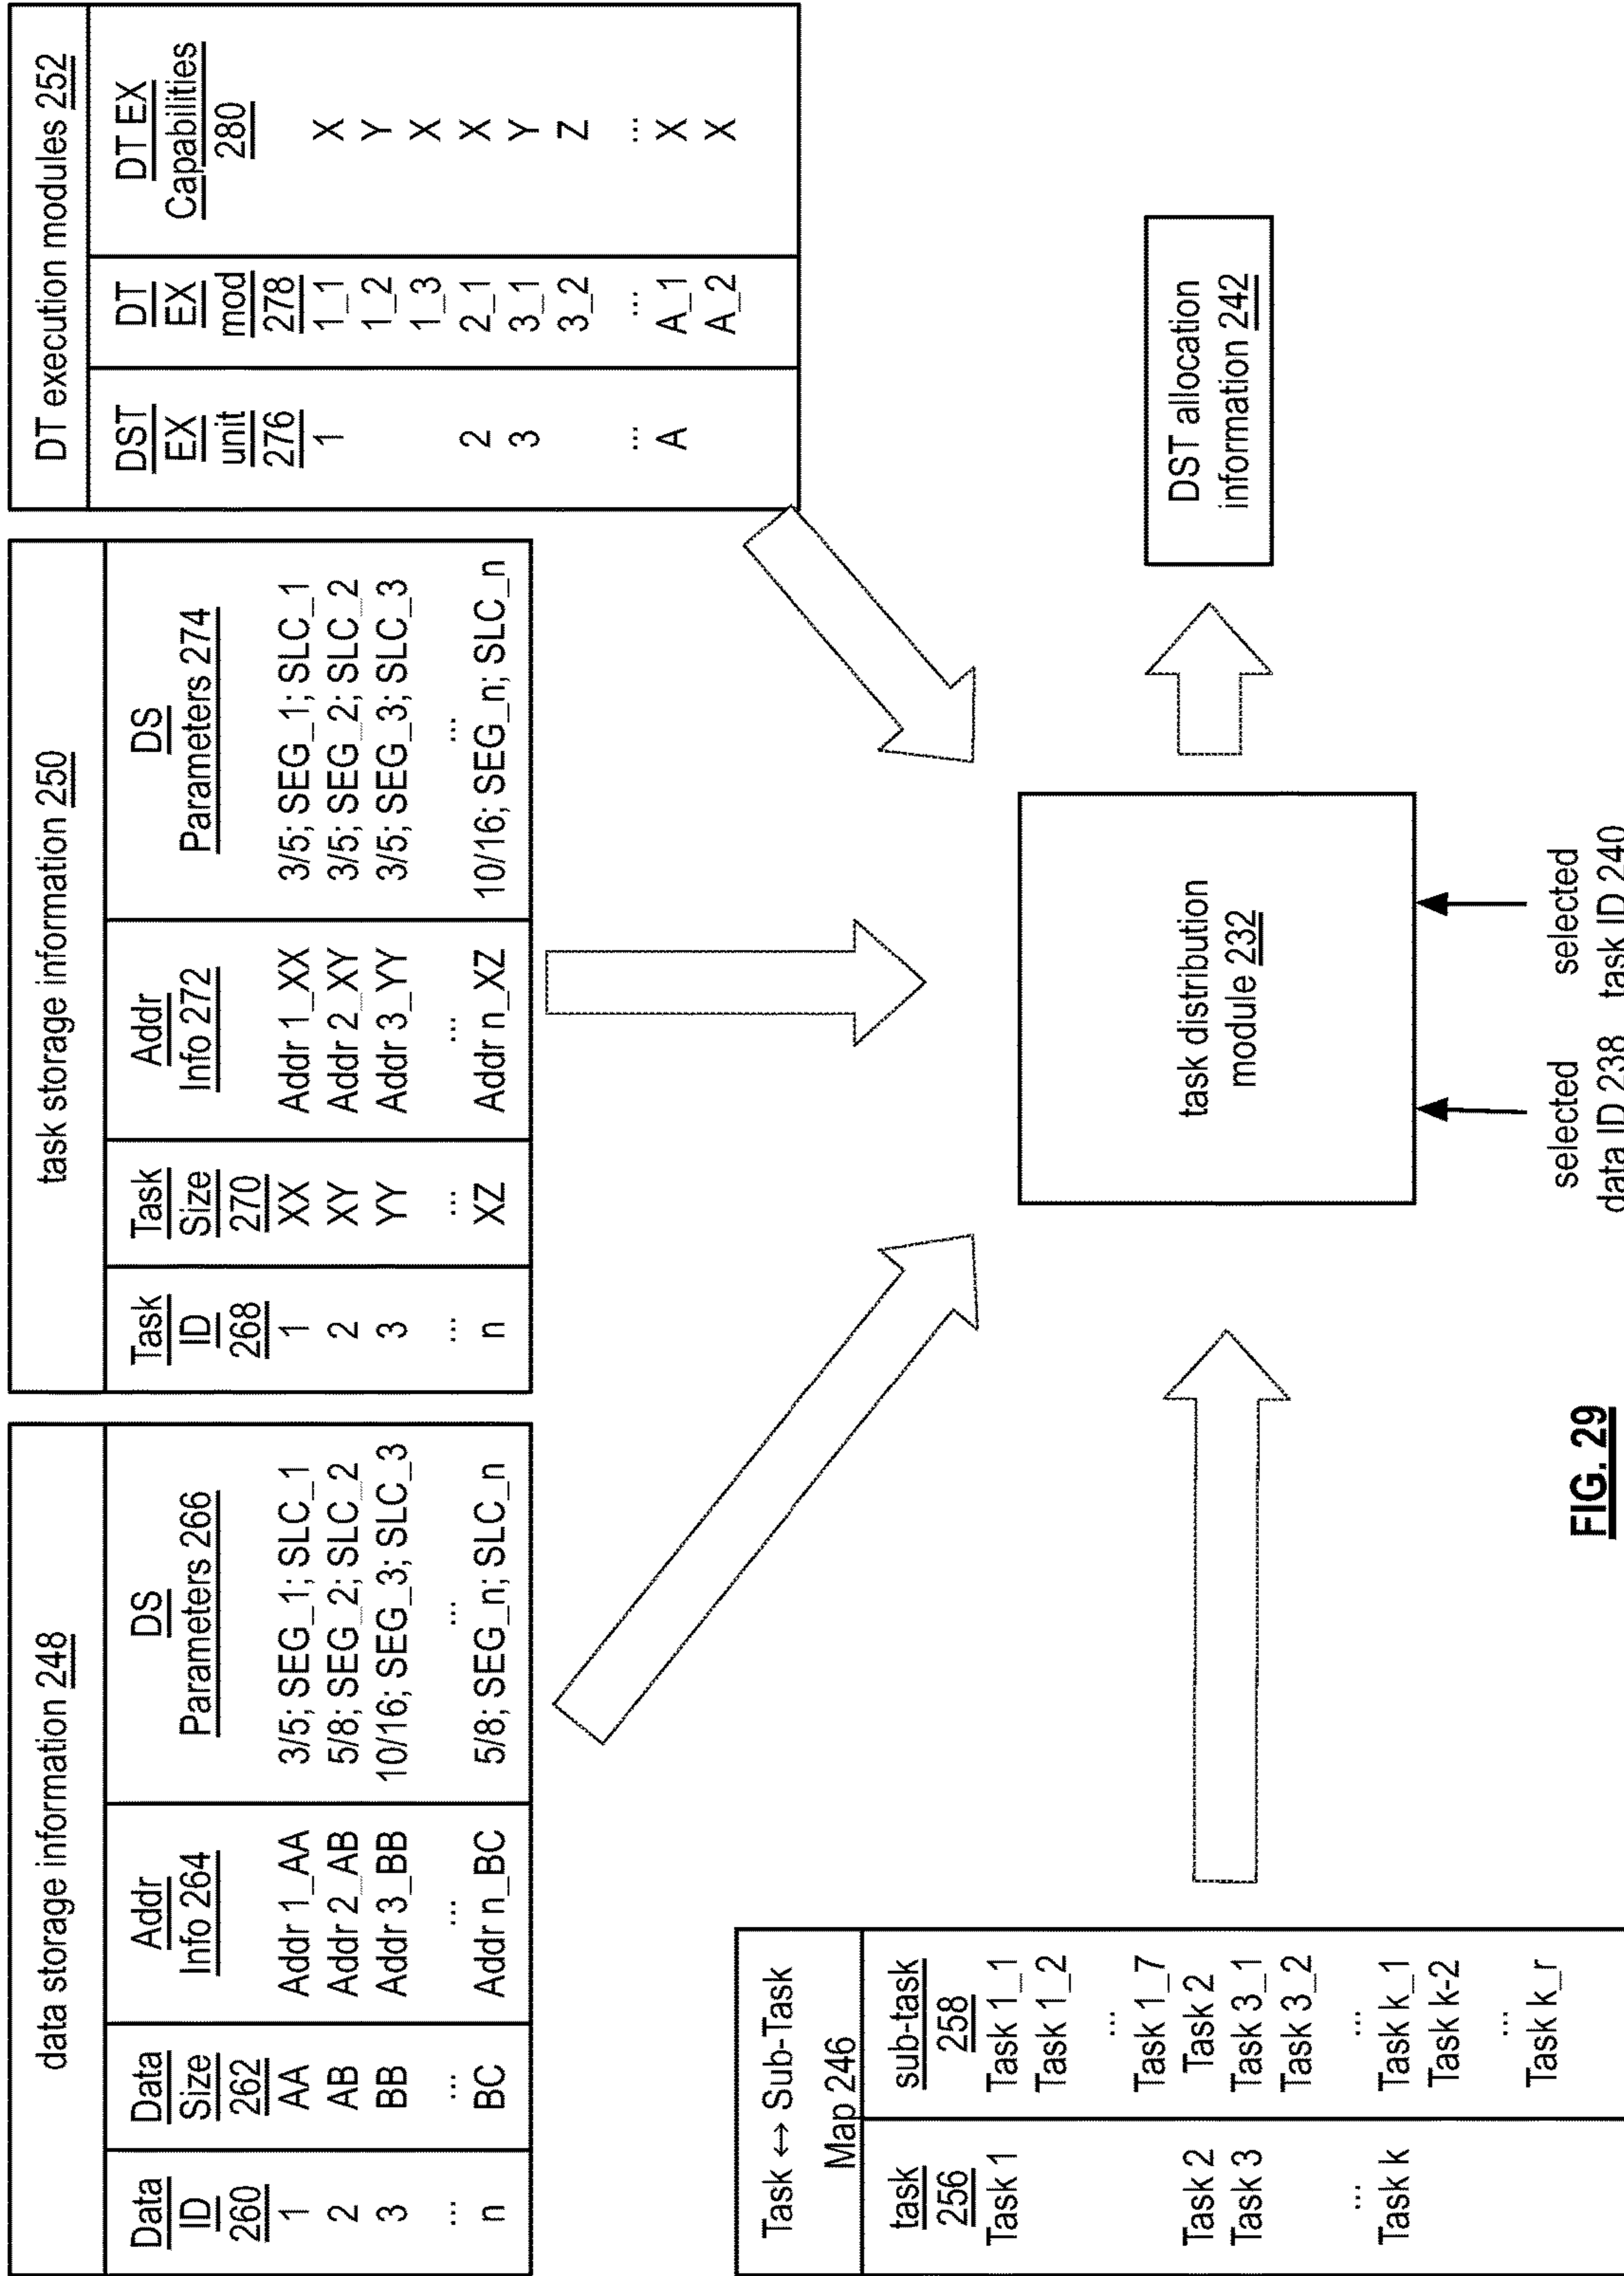 data storage information 248
Data ID 260 | Data Size 262 | Addr Info 264 | DS Parameters 266
1 | AA | Addr 1_AA | 3/5; SEG_1; SLC_1
2 | AB | Addr 2_AB | 5/8; SEG_2; SLC_2
3 | BB | Addr 3_BB | 10/16; SEG_3; SLC_3
... | ... | ... | ...
n | BC | Addr n_BC | 5/8; SEG_n; SLC_n
task storage information 250
Task ID 268 | Task Size 270 | Addr Info 272 | DS Parameters 274
1 | XX | Addr 1_XX | 3/5; SEG_1; SLC_1
2 | XY | Addr 2_XY | 3/5; SEG_2; SLC_2
3 | YY | Addr 3_YY | 3/5; SEG_3; SLC_3
... | ... | ... | ...
n | XZ | Addr n_XZ | 10/16; SEG_n; SLC_n
DT execution modules 252
DST EX unit 276 | DT EX mod 278 | DT EX Capabilities 280
1 | 1_1 | X
1_2 | Y
1_3 | X
2 | 2_1 | X
3 | 3_1 | Y
3_2 | Z
... | ... | ...
A | A_1 | X
A_2 | X
Task ↔ Sub-Task
Map 246
task 256 | sub-task 258
Task 1 | Task 1_1
Task 1_2
...
Task 1_7
Task 2 | Task 2
Task 3 | Task 3_1
Task 3_2
... | ...
Task k | Task k_1
Task k-2
...
Task k_r
task distribution
module 232
DST allocation
information 242
selected
data ID 238
selected
task ID 240
FIG. 29